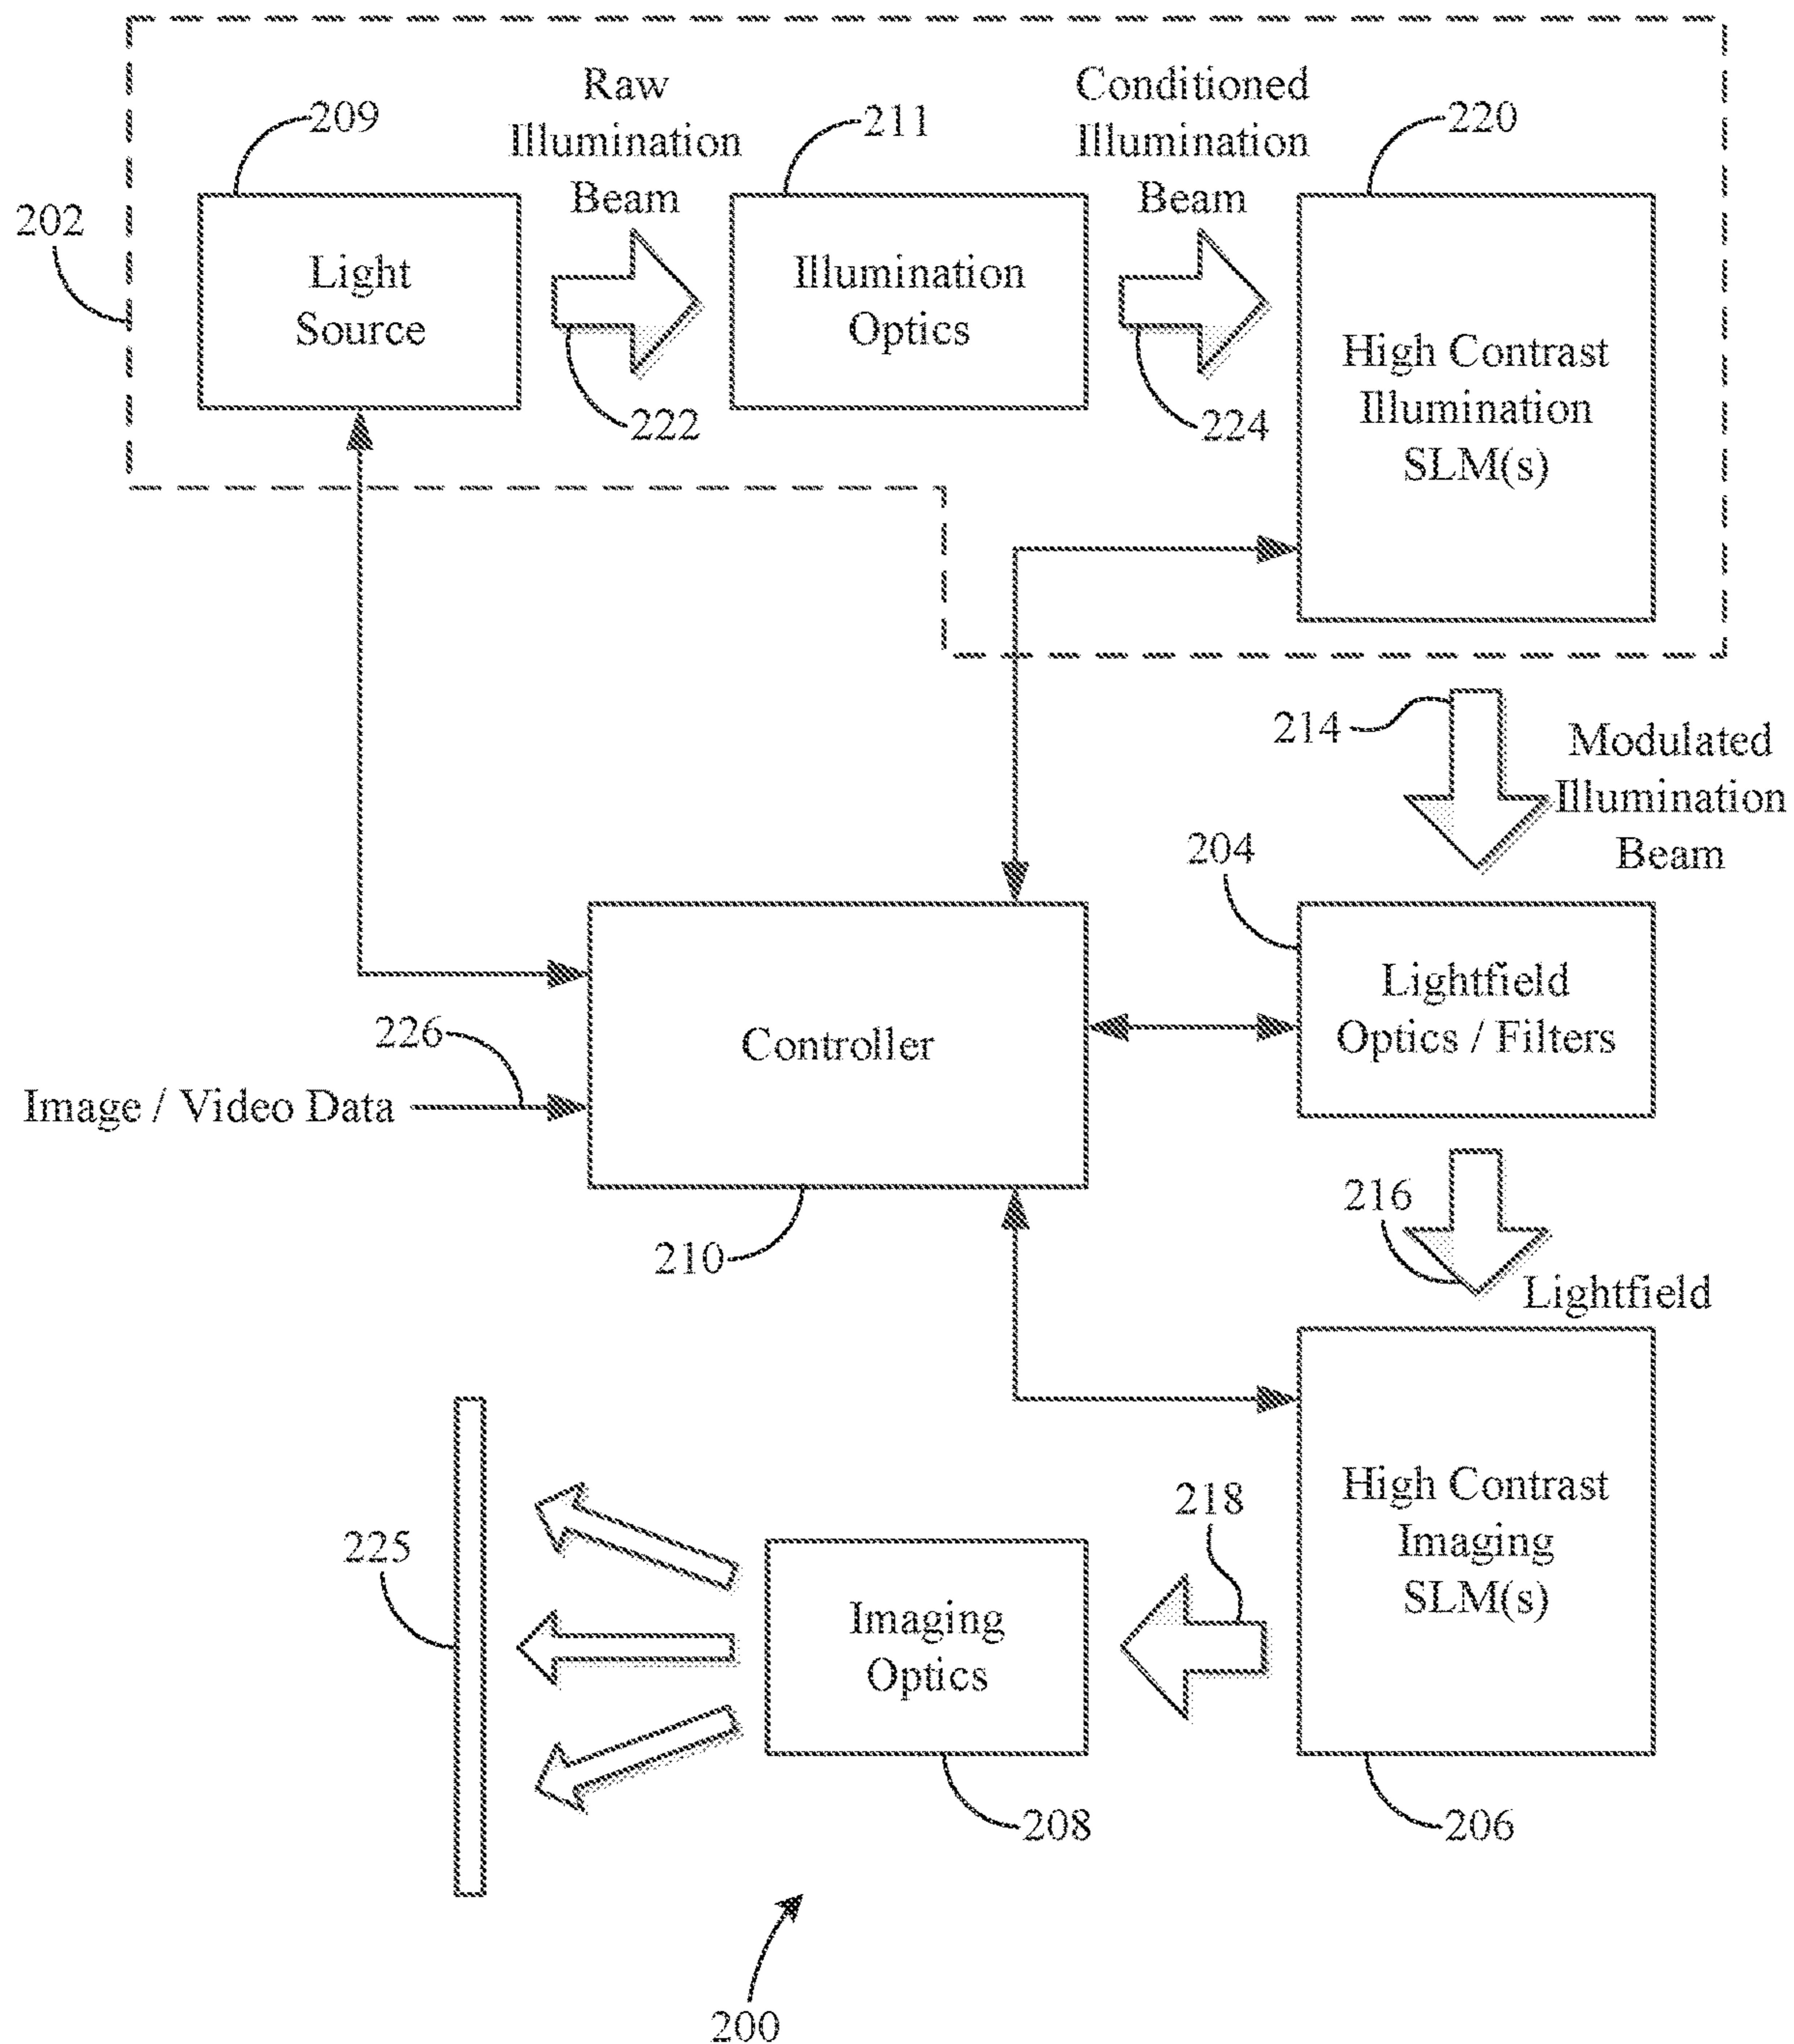 Raw
Illumination
Beam
Conditioned
Illumination
Beam
209
211
220
202
Light
Source
Illumination
Optics
High Contrast
Illumination
SLM(s)
222
224
214
Modulated
Illumination
Beam
204
Lightfield
Optics / Filters
Controller
226
Image / Video Data
210
216
Lightfield
High Contrast
Imaging
SLM(s)
218
225
Imaging
Optics
208
206
200